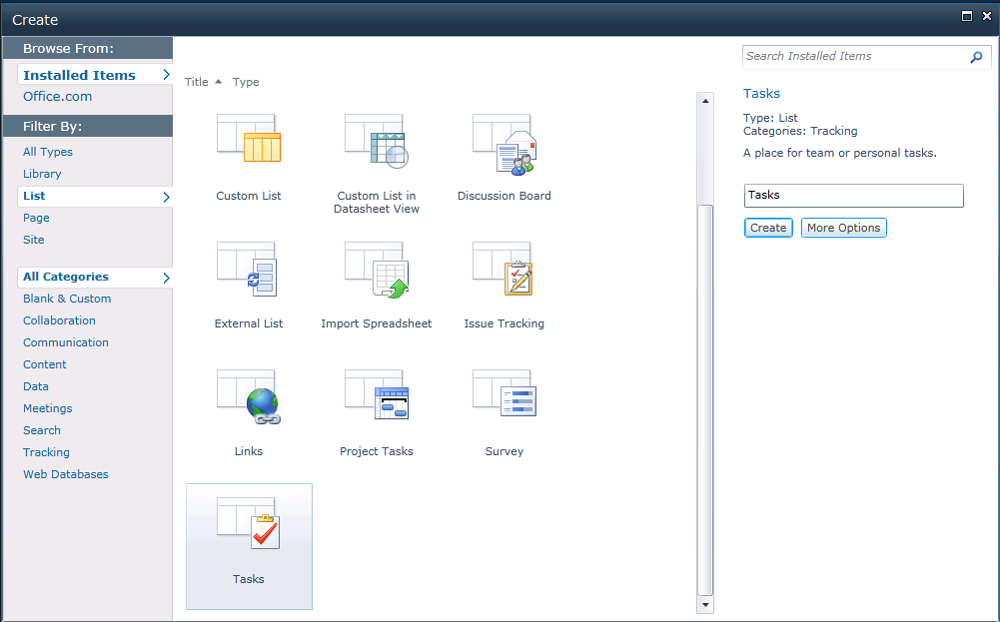 Create
Browse From:
Installed Items
Office.com
Filter By:
All Types
Library
List
Page
Site
All Categories
Blank & Custom
Collaboration
Communication
Content
Data
Meetings
Search
Tracking
Web Databases
Title Type
Custom List
Custom List in
Datasheet View
Discussion Board
External List
Import Spreadsheet
Issue Tracking
Links
Project Tasks
Survey
Tasks
Search Installed Items
Tasks
Type: List
Categories: Tracking
A place for team or personal tasks.
Tasks
Create More Options